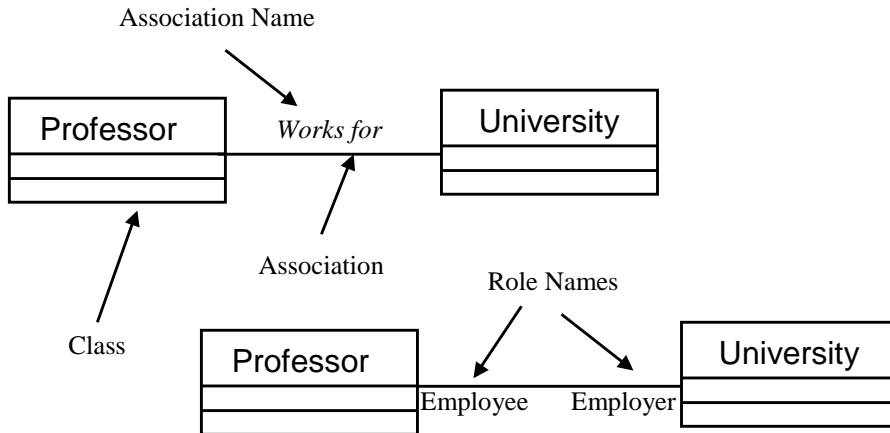 Association Name
Professor
Works for
University
Association
Role Names
Class
Professor
University
Employee
Employer